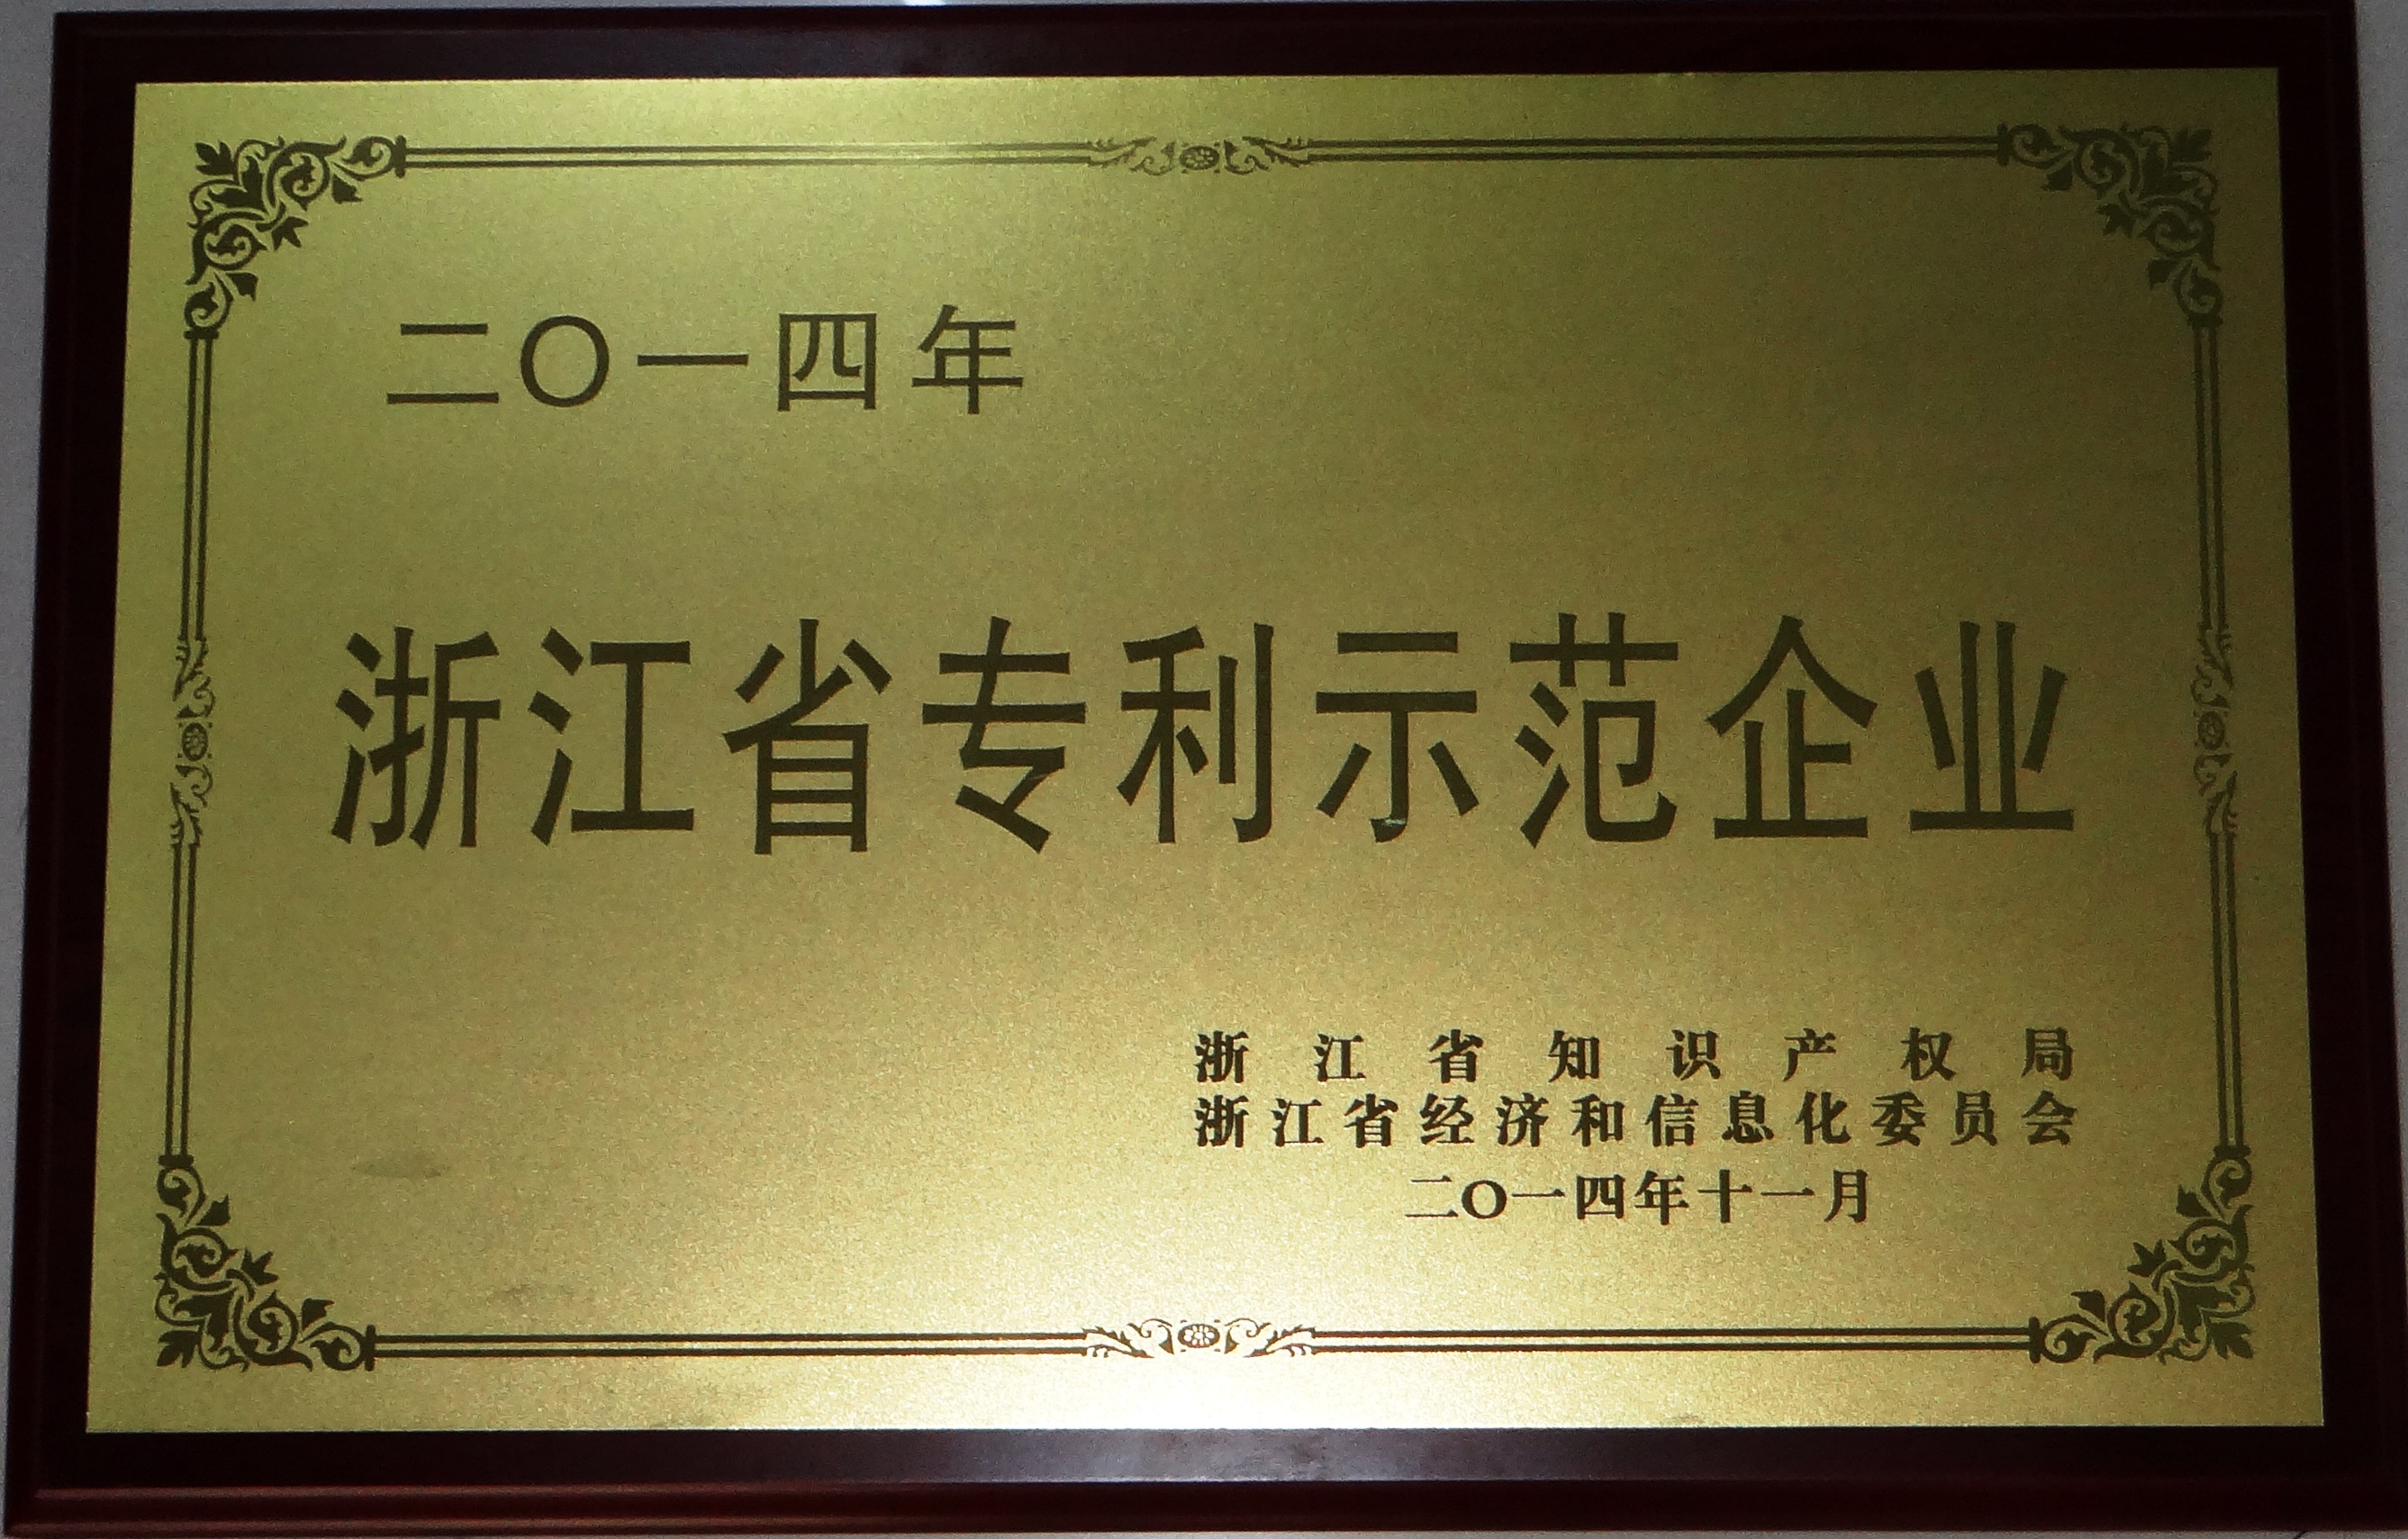 二〇一四年
浙江省专利示范企业
浙江省知识产权局
浙江省经济和信息化委员会
二〇一四年十一月